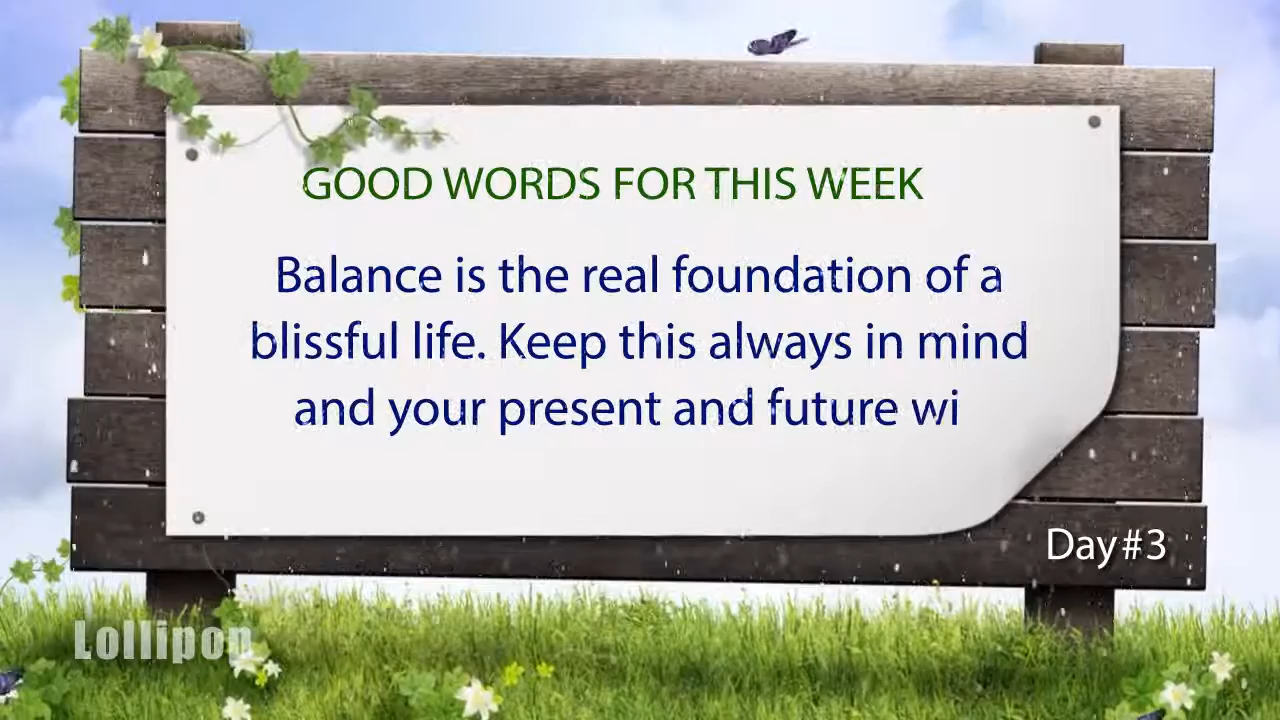 GOOD WORDS FOR THIS WEEK
Balance is the real foundation of a
blissful life. Keep this always in mind
and your present and future wi
Day#3
Lollipop